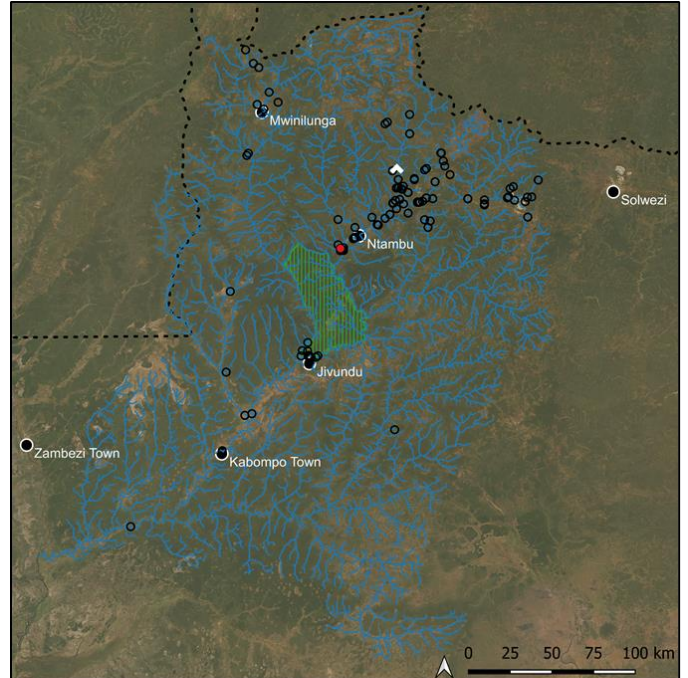 Mwinilunga
Solwezi
Ntambu
Jivundu
Zambezi Town
Kabompo Town
0 25 50 75 100 km